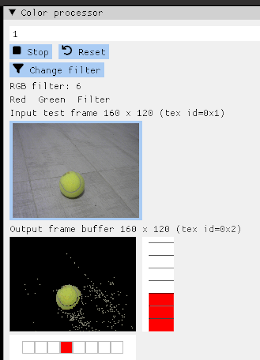 Color processor
1
Stop Reset
Change filter
RGB filter: 6
Red Green Filter
Input test frame 160 x 120 (tex id=0x1)
Output frame buffer 160 x 120 (tex id=0x2)